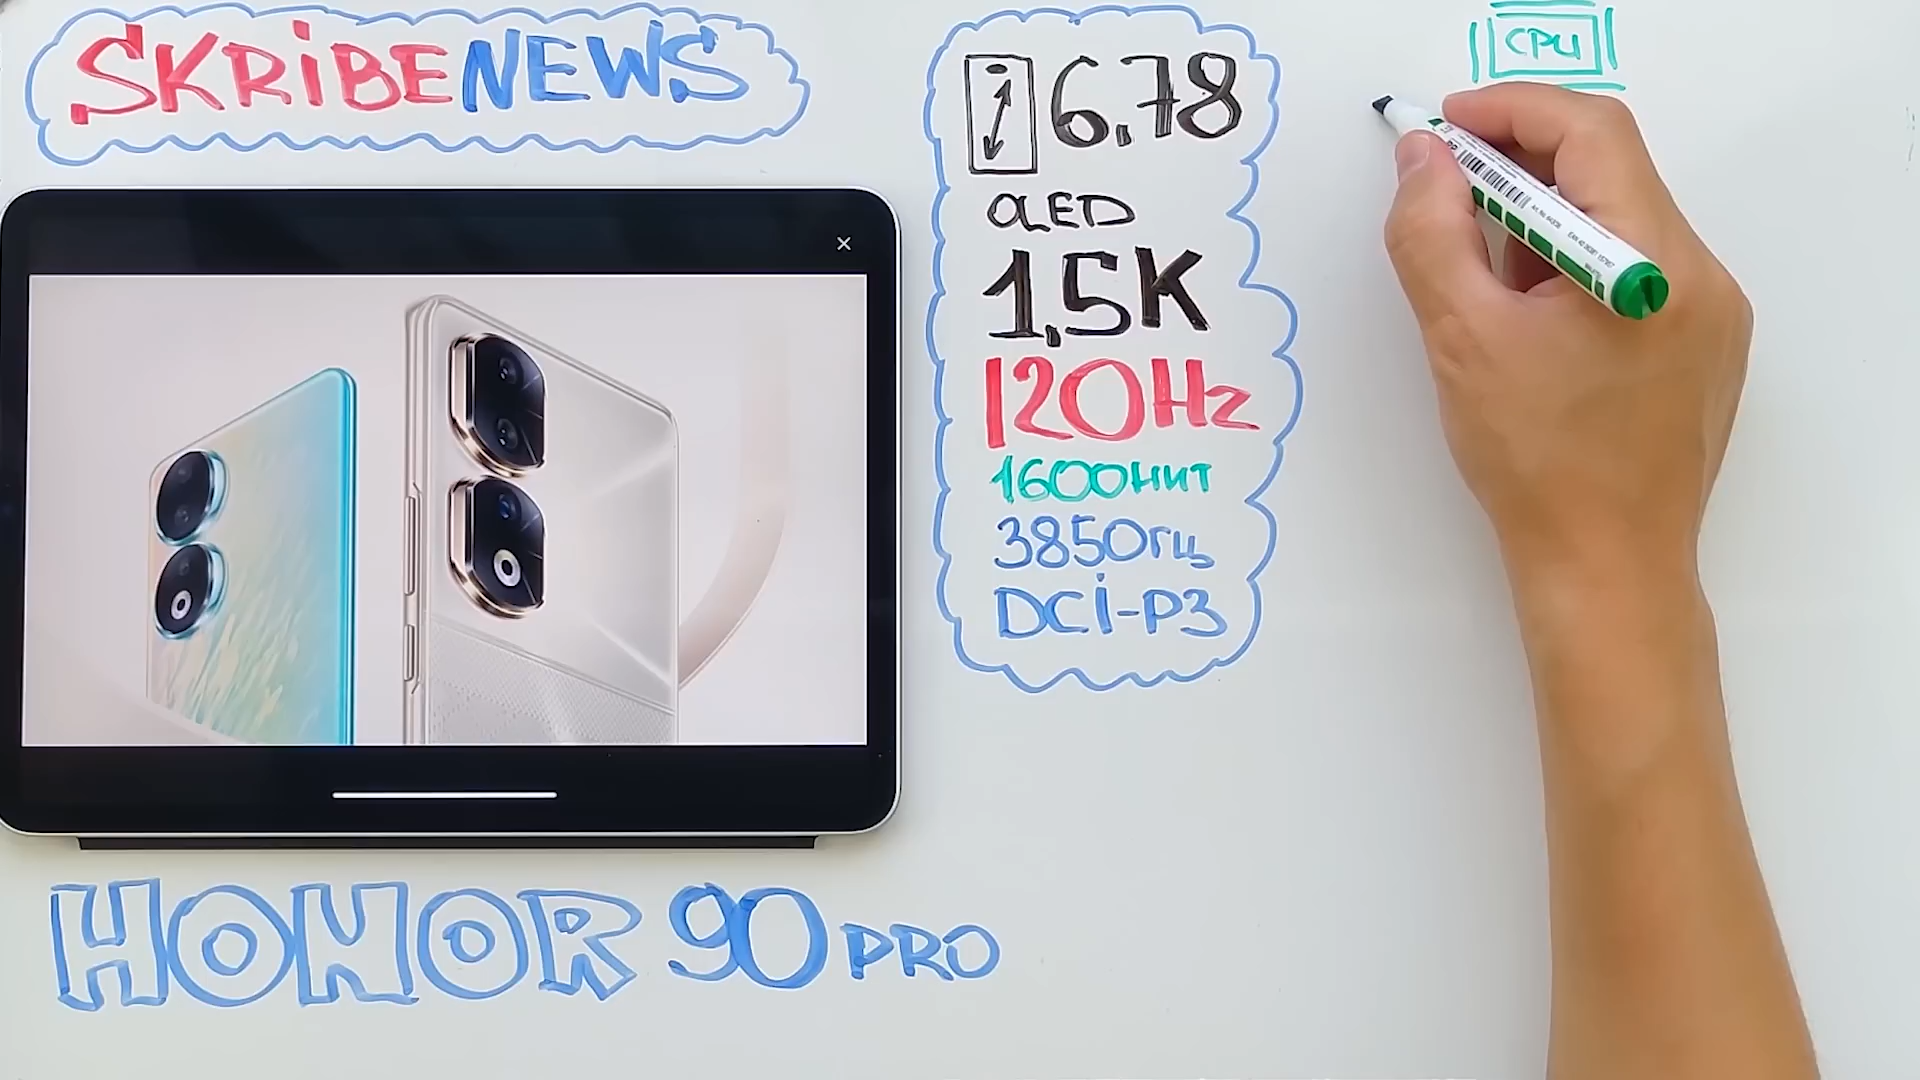 SKRIBENEWS
6,78
OLED
1,5K
120Hz
1600нит
3850гц
DCi-P3
CPU
HONOR 90 PRO